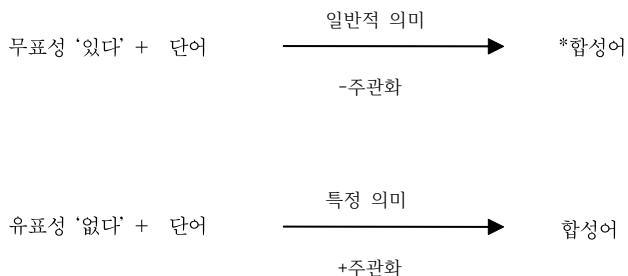 일반적 의미
무표성 ‘있다’ + 단어 *합성어
-주관화
특정 의미
유표성 ‘없다’ + 단어 합성어
+주관화